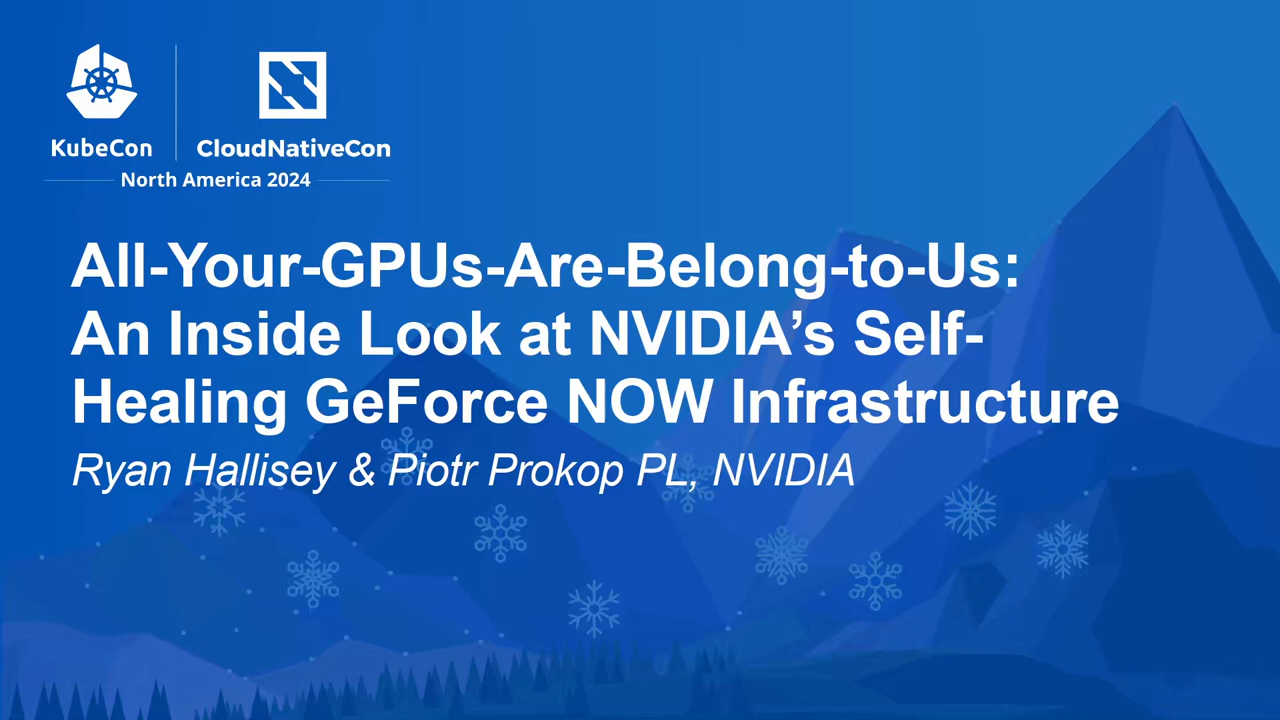 KubeCon
CloudNativeCon
North America 2024
All-Your-GPUs-Are-Belong-to-Us:
An Inside Look at NVIDIA’s Self-
Healing GeForce NOW Infrastructure
Ryan Hallisey & Piotr Prokop PL, NVIDIA